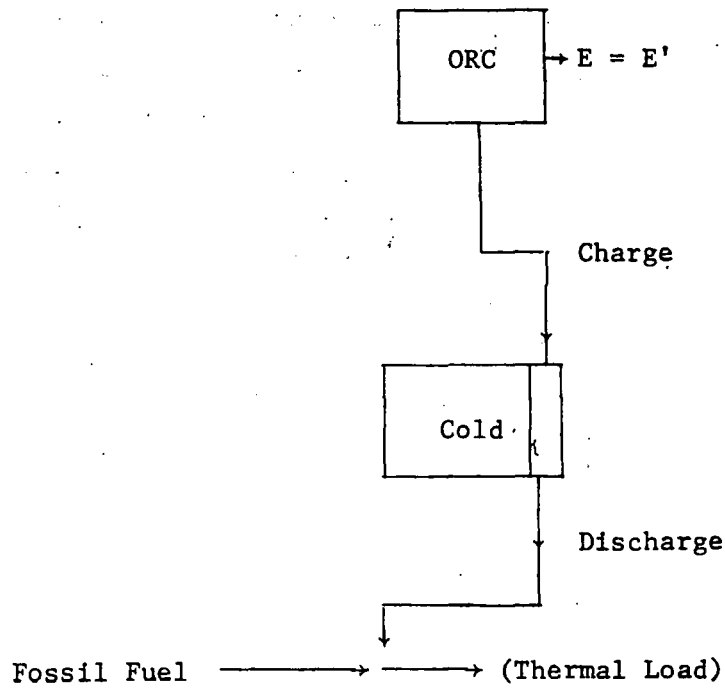 ORC
E = E'
Charge
Cold
Discharge
Fossil Fuel (Thermal Load)